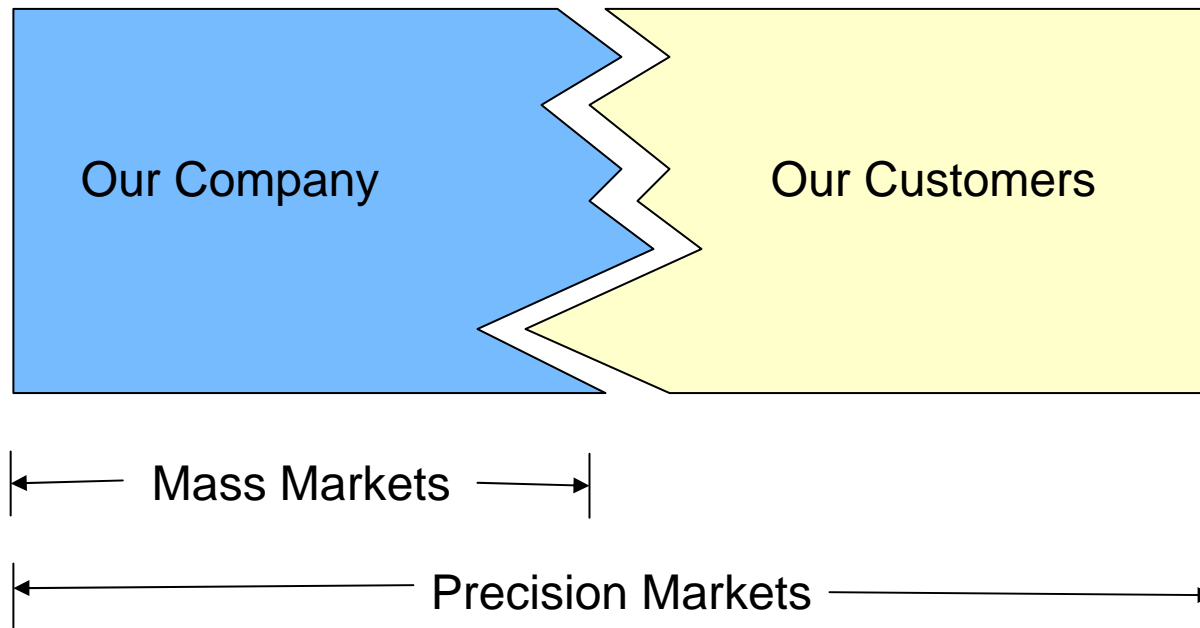 Our Company
Our Customers
Mass Markets
Precision Markets